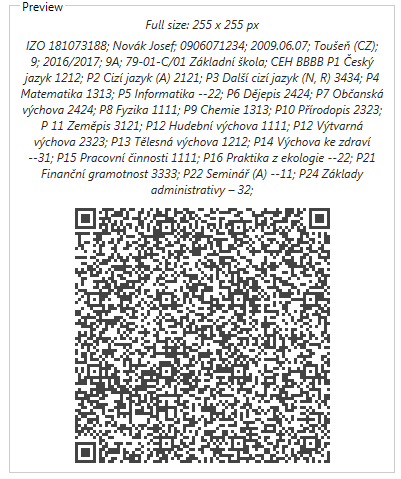 Preview
Full size: 255 x 255 px
IZO 181073188; Novák Josef; 0906071234; 2009.06.07; Toušeň (CZ);
9; 2016/2017; 9A; 79-01-C/01 Základní škola; CEH BBBB P1 Český
jazyk 1212; P2 Cizí jazyk (A) 2121; P3 Další cizí jazyk (N, R) 3434; P4
Matematika 1313; P5 Informatika --22; P6 Dějepis 2424; P7 Občanská
výchova 2424; P8 Fyzika 1111; P9 Chemie 1313; P10 Přírodopis 2323;
P 11 Zeměpis 3121; P12 Hudební výchova 1111; P12 Výtvarná
výchova 2323; P13 Tělesná výchova 1212; P14 Výchova ke zdraví
--31; P15 Pracovní činnosti 1111; P16 Praktika z ekologie --22; P21
Finanční gramotnost 3333; P22 Seminář (A) --11; P24 Základy
administrativy – 32;